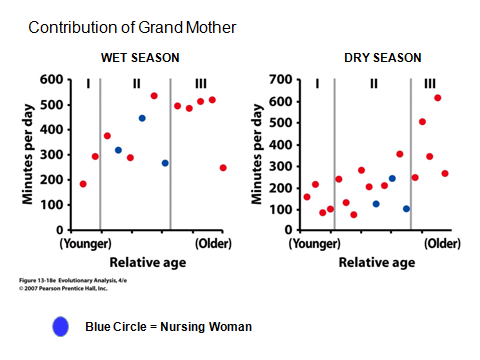 Contribution of Grand Mother
WET SEASON
DRY SEASON
600
500
400
300
200
100
0
Minutes per day
I
II
III
(Younger)
(Older)
Relative age
700
600
500
400
300
200
100
0
Minutes per day
I
II
III
(Younger)
(Older)
Relative age
Figure 13-18e Evolutionary Analysis, 4/e
© 2007 Pearson Prentice Hall, Inc.
Blue Circle = Nursing Woman